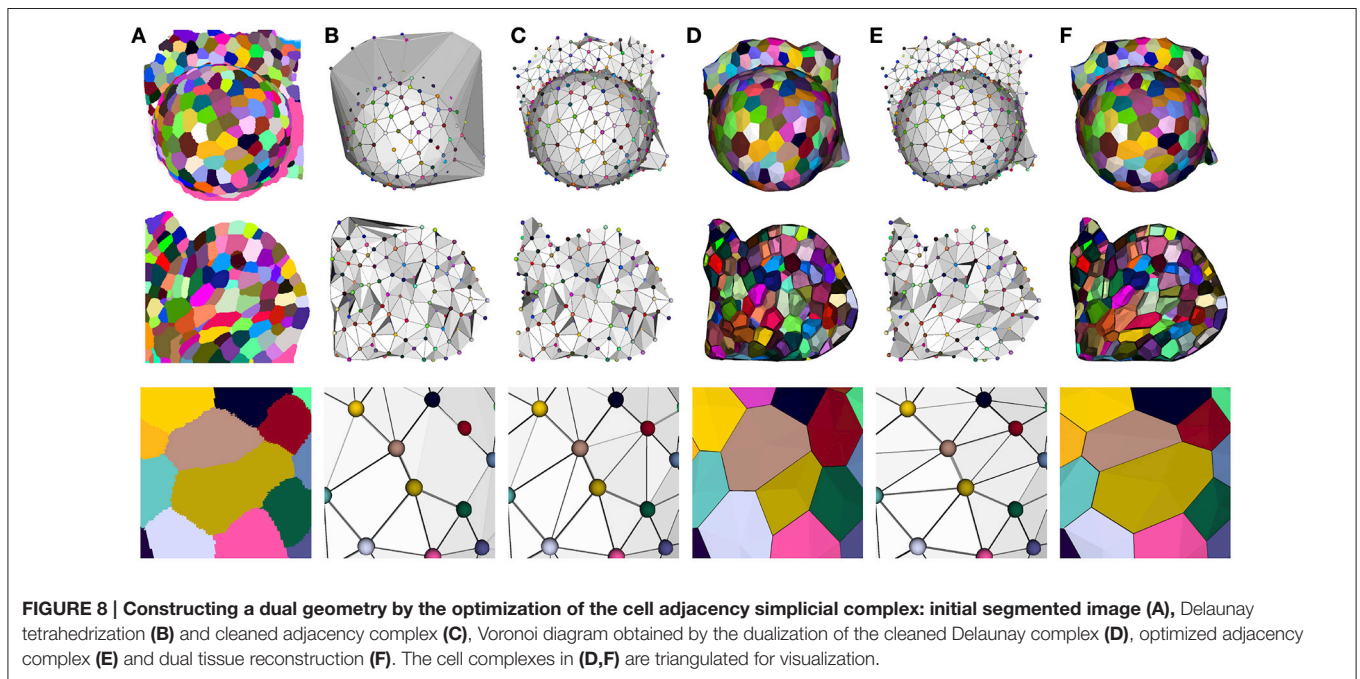 A B C D E F
FIGURE 8 | Constructing a dual geometry by the optimization of the cell adjacency simplicial complex: initial segmented image (A), Delaunay
tetrahedrization (B) and cleaned adjacency complex (C), Voronoi diagram obtained by the dualization of the cleaned Delaunay complex (D), optimized adjacency
complex (E) and dual tissue reconstruction (F). The cell complexes in (D,F) are triangulated for visualization.